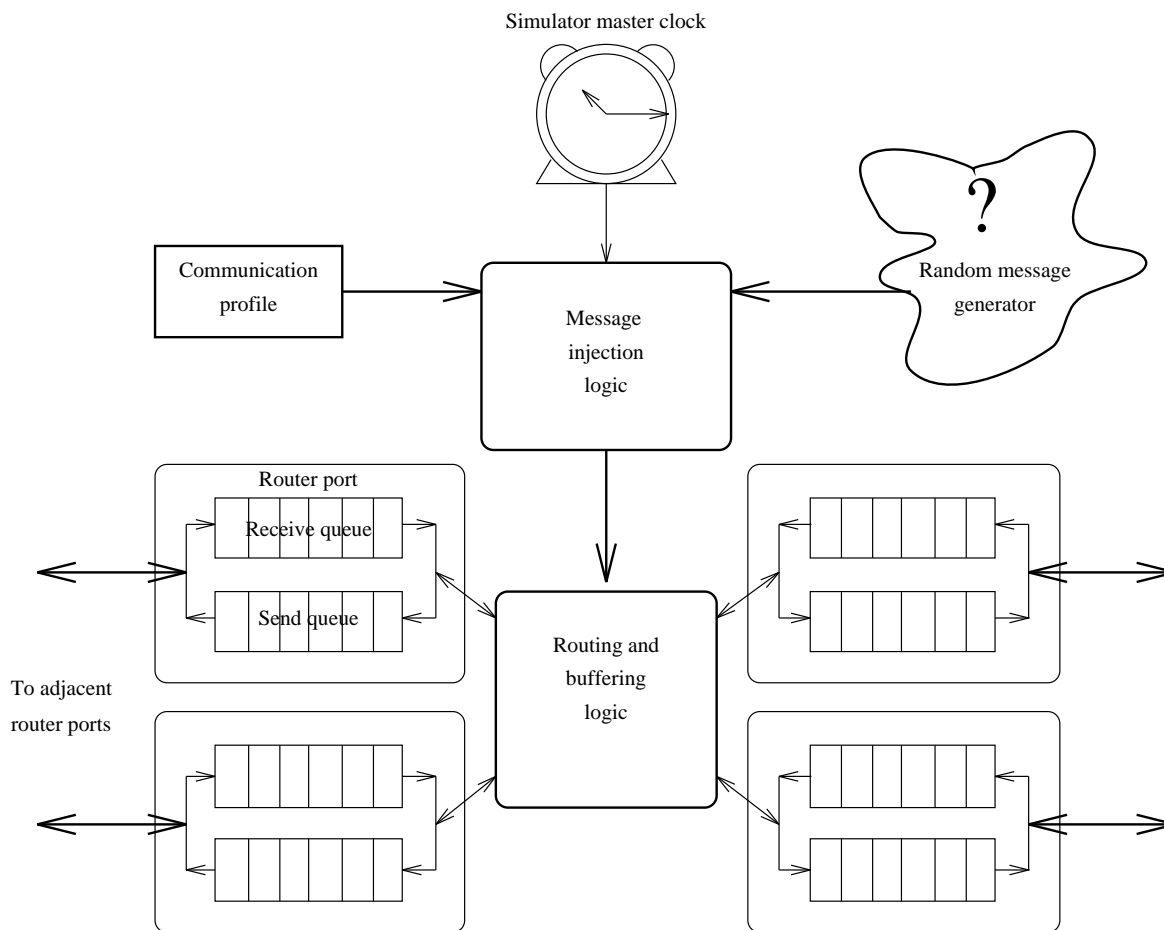 Simulator master clock
?
Communication
profile
Random message
generator
Message
injection
logic
Router port
Receive queue
Send queue
Routing and
buffering
logic
To adjacent
router ports